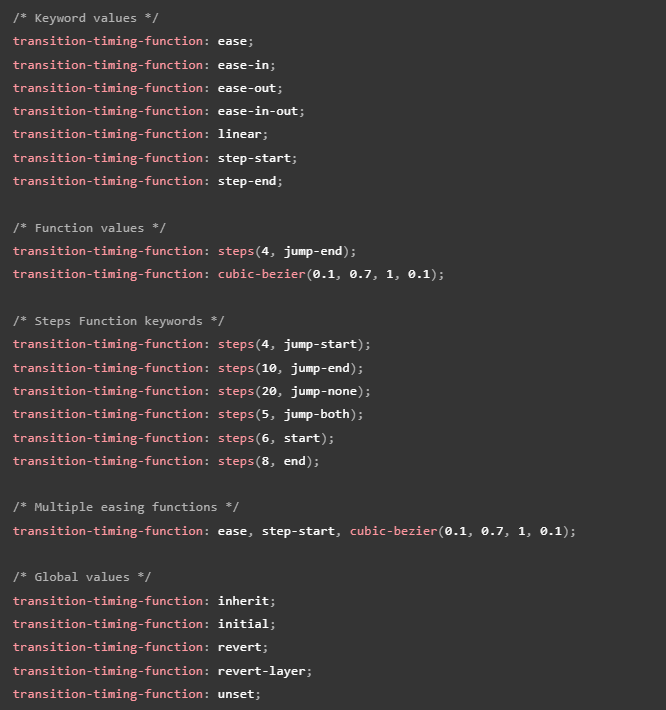 /* Keyword values */
transition-timing-function: ease;
transition-timing-function: ease-in;
transition-timing-function: ease-out;
transition-timing-function: ease-in-out;
transition-timing-function: linear;
transition-timing-function: step-start;
transition-timing-function: step-end;
/* Function values */
transition-timing-function: steps(4, jump-end);
transition-timing-function: cubic-bezier(0.1, 0.7, 1, 0.1);
/* Steps Function keywords */
transition-timing-function: steps(4, jump-start);
transition-timing-function: steps(10, jump-end);
transition-timing-function: steps(20, jump-none);
transition-timing-function: steps(5, jump-both);
transition-timing-function: steps(6, start);
transition-timing-function: steps(8, end);
/* Multiple easing functions */
transition-timing-function: ease, step-start, cubic-bezier(0.1, 0.7, 1, 0.1);
/* Global values */
transition-timing-function: inherit;
transition-timing-function: initial;
transition-timing-function: revert;
transition-timing-function: revert-layer;
transition-timing-function: unset;